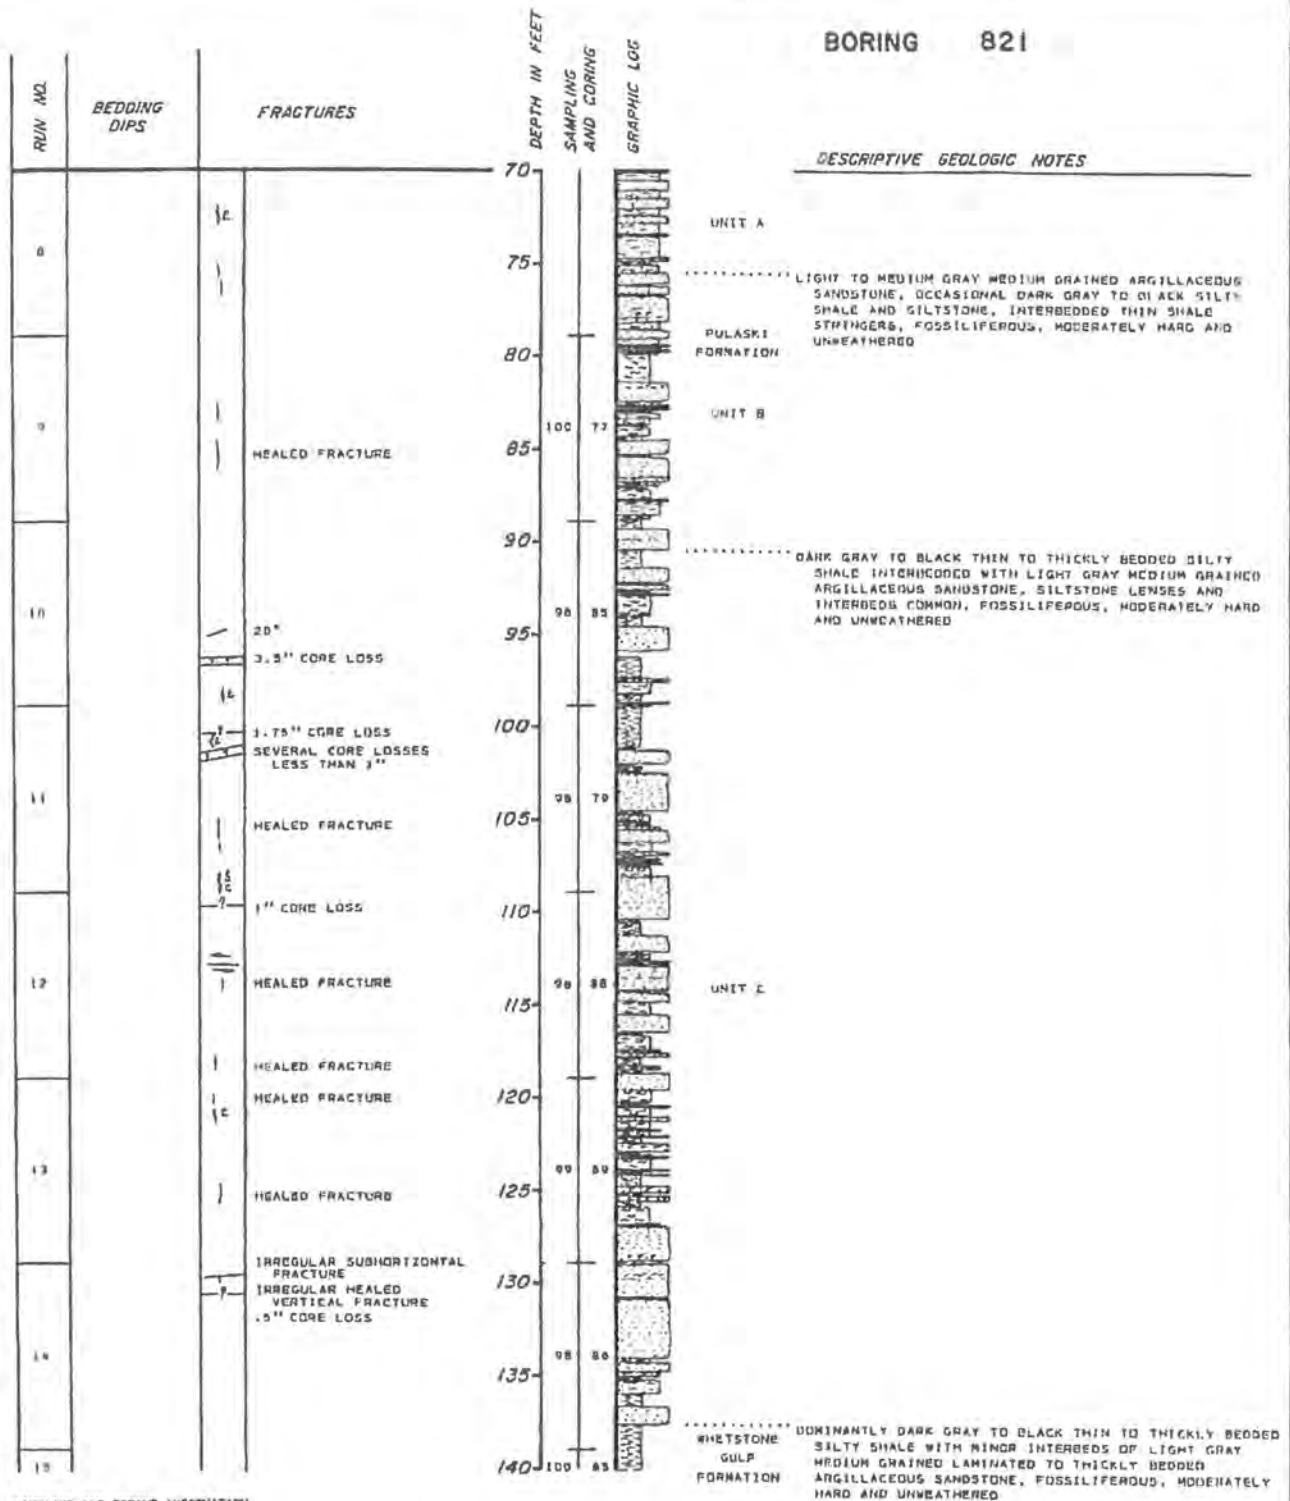 BORING 821
RUN NO.
BEDDING
DIPS
FRACTURES
DEPTH IN FEET
SAMPLING
AND CORING
GRAPHIC LOG
DESCRIPTIVE GEOLOGIC NOTES
70
UNIT A
8
75
LIGHT TO MEDIUM GRAY MEDIUM GRAINED ARGILLACEOUS
SANDSTONE, OCCASIONAL DARK GRAY TO BLACK SILTY
SHALE AND SILTSTONE, INTERBEDDED THIN SHALE
STRINGERS, FOSSILIFEROUS, MODERATELY HARD AND
UNWEATHERED
PULASKI
FORMATION
80
UNIT B
9
100 77
85
HEALED FRACTURE
90
DARK GRAY TO BLACK THIN TO THICKLY BEDDED SILTY
SHALE INTERBEDDED WITH LIGHT GRAY MEDIUM GRAINED
ARGILLACEOUS SANDSTONE, SILTSTONE LENSES AND
INTERBEDS COMMON, FOSSILIFEROUS, MODERATELY HARD
AND UNWEATHERED
10
98 85
95
20°
3.5" CORE LOSS
100
1.75" CORE LOSS
SEVERAL CORE LOSSES
LESS THAN 1"
11
98 79
105
HEALED FRACTURE
S
C
110
1" CORE LOSS
12
98 88
HEALED FRACTURE
UNIT C
115
HEALED FRACTURE
120
HEALED FRACTURE
C
13
99 89
125
HEALED FRACTURE
IRREGULAR SUBHORTIZONTAL
FRACTURE
130
IRREGULAR HEALED
VERTICAL FRACTURE
.5" CORE LOSS
14
98 86
135
WHETSTONE
GULF
FORMATION
DOMINANTLY DARK GRAY TO BLACK THIN TO THICKLY BEDDED
SILTY SHALE WITH MINOR INTERBEDS OF LIGHT GRAY
MEDIUM GRAINED LAMINATED TO THICKLY BEDDED
ARGILLACEOUS SANDSTONE, FOSSILIFEROUS, MODERATELY
HARD AND UNWEATHERED
15
140
100